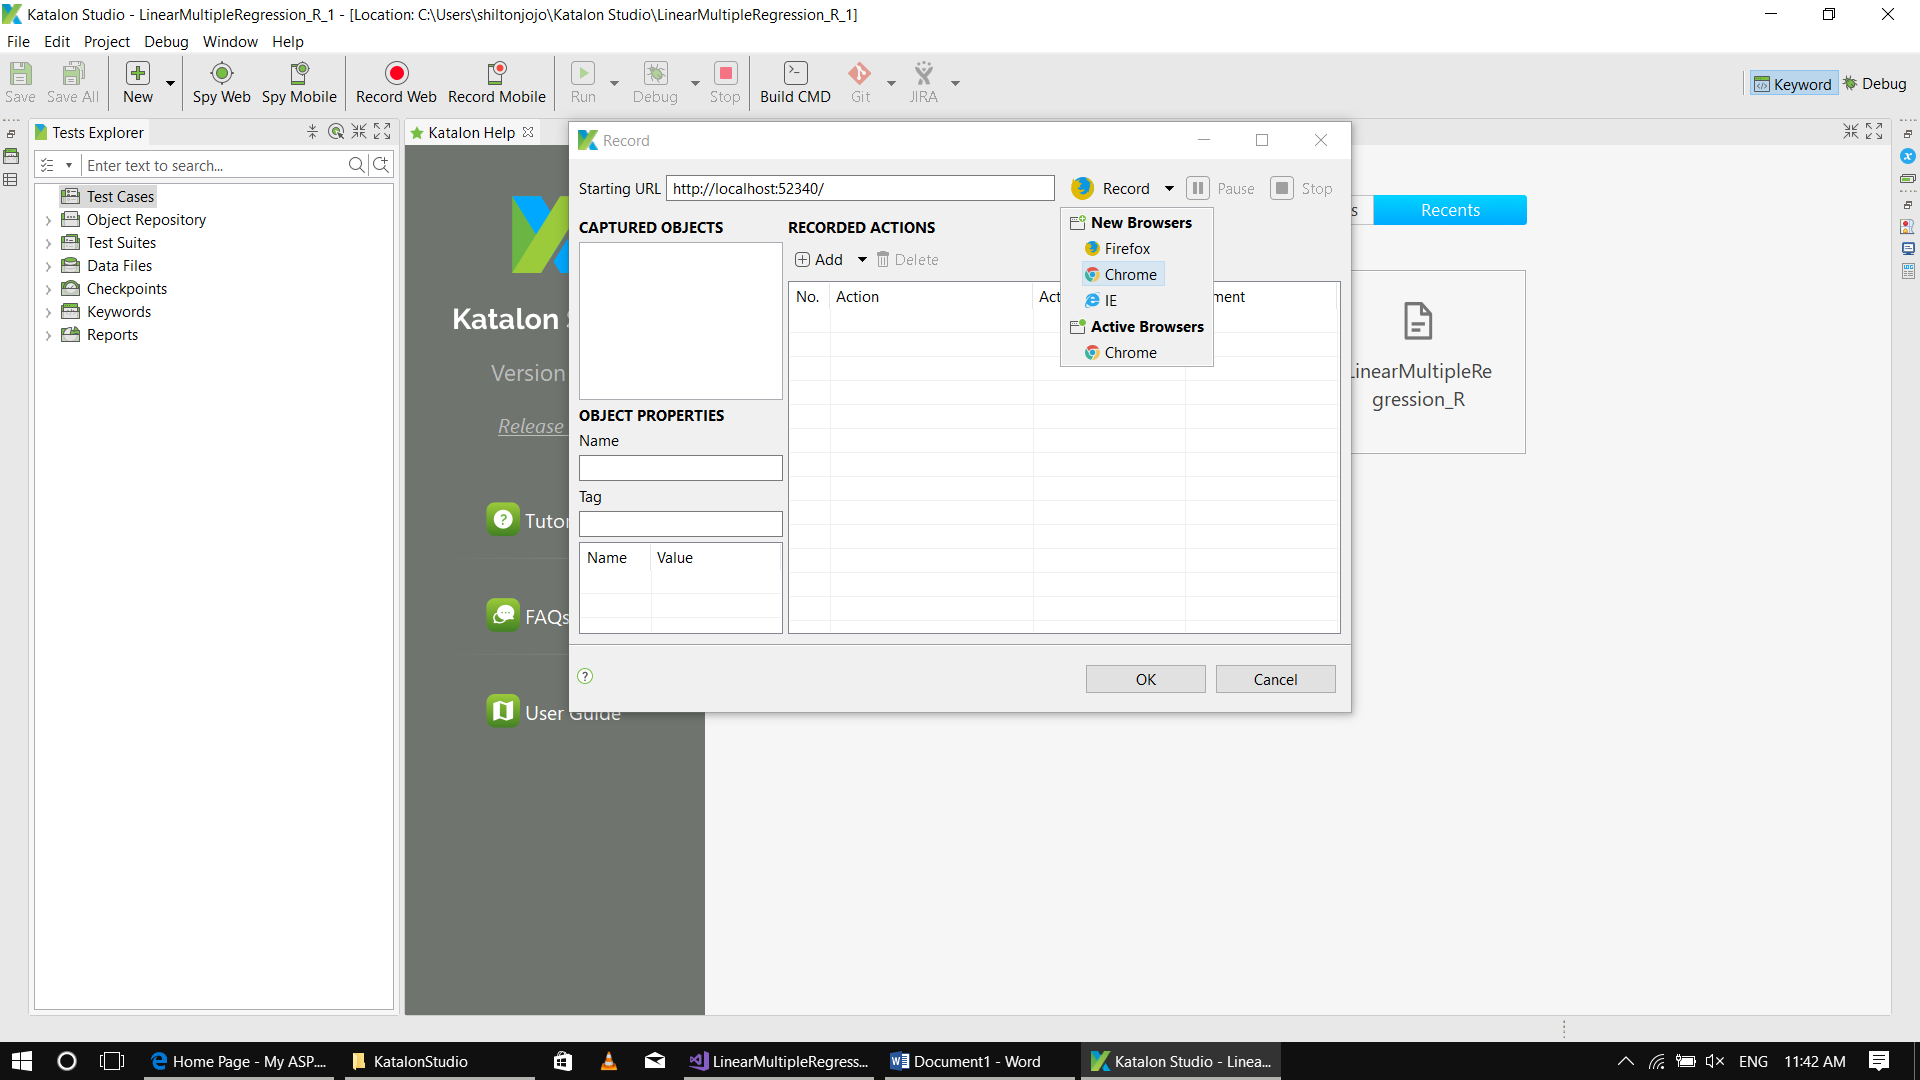 Katalon Studio - LinearMultipleRegression_R_1 - [Location: C:\Users\shiltonjojo\Katalon Studio\LinearMultipleRegression_R_1]
File Edit Project Debug Window Help
Save Save All New Spy Web Spy Mobile Record Web Record Mobile Run Debug Stop Build CMD Git JIRA Keyword Debug
Tests Explorer
Enter text to search...
Test Cases
Object Repository
Test Suites
Data Files
Checkpoints
Keywords
Reports
Katalon Help
Katalon
Version
Release
Tutor
FAQs
User Guide
Record
Starting URL http://localhost:52340/ Record Pause Stop
CAPTURED OBJECTS RECORDED ACTIONS
Add Delete
No. Action Act ment
New Browsers
Firefox
Chrome
IE
Active Browsers
Chrome
OBJECT PROPERTIES
Name
Tag
Name Value
OK Cancel
s Recents
LinearMultipleRe
gression_R
Home Page - My ASP.... KatalonStudio LinearMultipleRegress... Document1 - Word Katalon Studio - Linea... ENG 11:42 AM